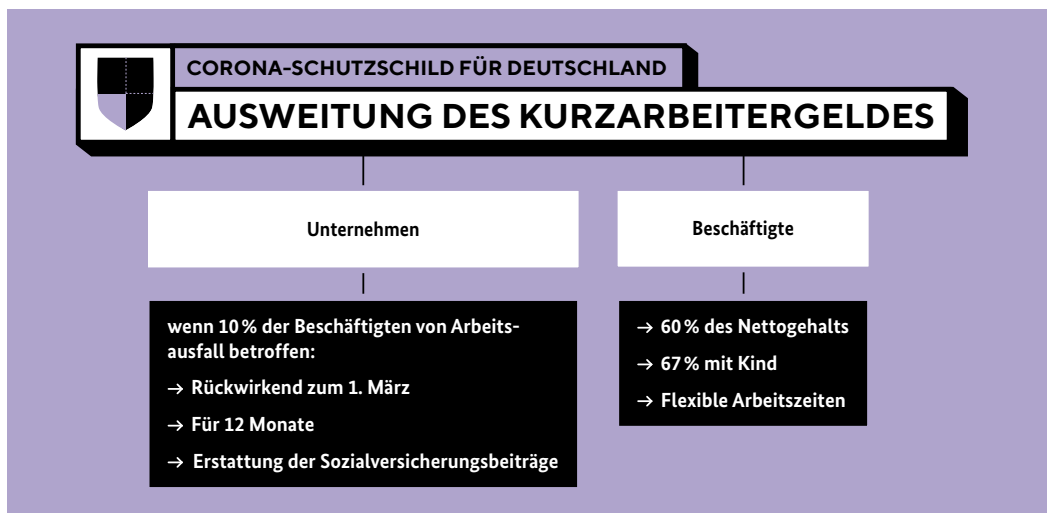 CORONA-SCHUTZSCHILD FÜR DEUTSCHLAND
AUSWEITUNG DES KURZARBEITERGELDES
Unternehmen
wenn 10 % der Beschäftigten von Arbeits-
ausfall betroffen:
→ Rückwirkend zum 1. März
→ Für 12 Monate
→ Erstattung der Sozialversicherungsbeiträge
Beschäftigte
→ 60 % des Nettogehalts
→ 67 % mit Kind
→ Flexible Arbeitszeiten